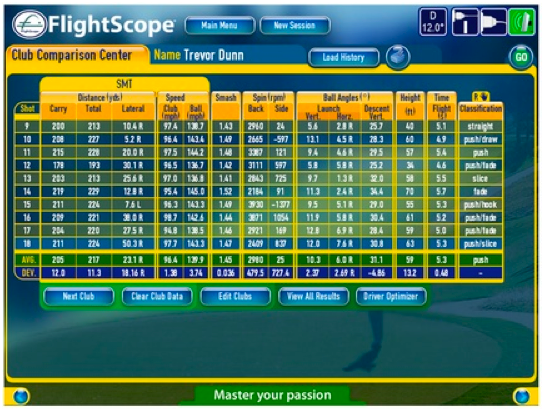 FlightScope
Main Menu
New Session
D
12.0°
Club Comparison Center
Name Trevor Dunn
Load History
GO
SMT
Distance (yds) Speed Smash Spin (rpm) Ball Angles (°) Height Time R
Shot Carry Total Lateral Club (mph) Ball (mph) Back Side Launch Vert. Horz. Descent Vert. (ft) Flight (s) Classification
9 200 213 10.4 R 97.4 138.7 1.43 2960 24 5.6 2.8 R 25.7 40 5.1 straight
10 208 227 5.2 R 96.4 143.4 1.49 2665 -597 13.1 4.5 R 28.3 60 4.9 push/draw
11 215 228 20.0 R 97.5 144.2 1.48 3387 121 9.4 4.6 R 29.5 57 5.4 push
12 178 193 30.1 R 96.5 136.7 1.42 3111 597 5.8 5.8 R 25.2 34 4.6 push/fade
13 203 213 25.6 R 97.0 136.8 1.41 2843 725 9.7 1.3 R 32.0 58 5.5 slice
14 219 229 12.8 R 95.4 145.0 1.52 2184 91 11.3 2.4 R 34.4 70 5.7 fade
15 211 224 7.6 L 96.3 143.3 1.49 3930 -1377 9.5 5.1 R 29.0 55 5.3 push/hook
16 209 221 38.0 R 98.7 142.6 1.44 3871 1054 11.9 5.8 R 30.4 61 5.2 push/fade
17 204 220 27.5 R 94.8 138.5 1.46 2921 169 12.8 6.9 R 28.4 59 5.0 push/fade
18 211 224 50.3 R 97.7 143.3 1.47 2409 837 12.0 7.6 R 30.8 63 5.3 push/slice
AVG. 205 217 23.1 R 96.4 139.9 1.45 2980 25 10.3 6.0 R 31.1 59 5.3 push
DEV. 12.0 11.3 18.16 R 1.38 3.74 0.036 479.5 727.4 2.37 2.69 R -4.86 13.2 0.48 -
Next Club
Clear Club Data
Edit Clubs
View All Results
Driver Optimizer
Master your passion